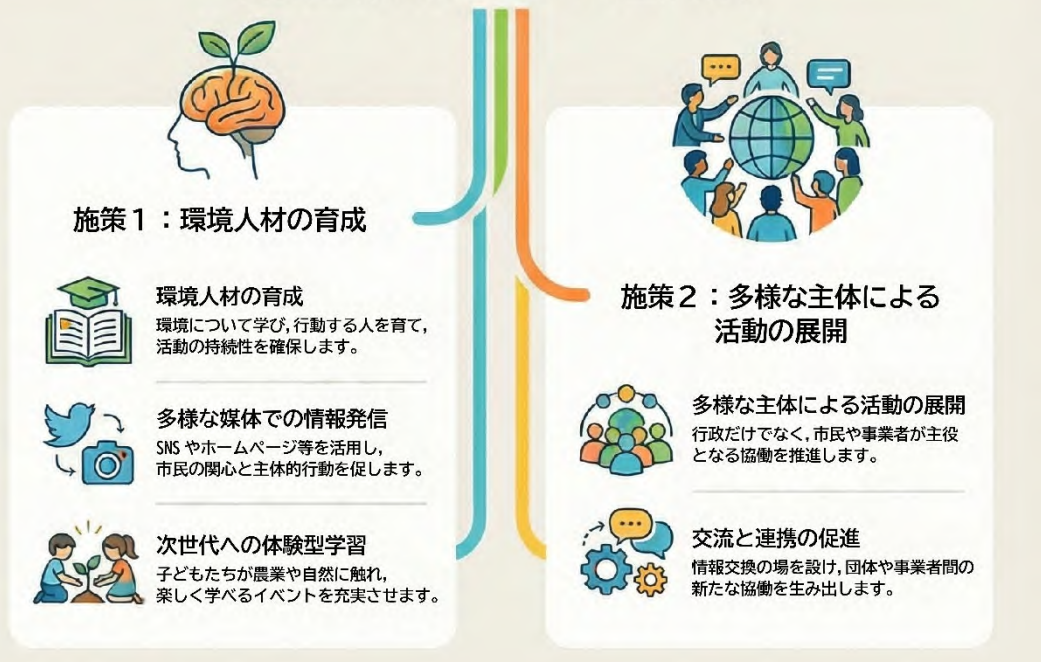 施策1:環境人材の育成
環境人材の育成
環境について学び,行動する人を育て,
活動の持続性を確保します。
多様な媒体での情報発信
SNSやホームページ等を活用し,
市民の関心と主体的行動を促します。
次世代への体験型学習
子どもたちが農業や自然に触れ,
楽しく学べるイベントを充実させます。
施策2:多様な主体による
活動の展開
多様な主体による活動の展開
行政だけでなく,市民や事業者が主役
となる協働を推進します。
交流と連携の促進
情報交換の場を設け,団体や事業者間の
新たな協働を生み出します。